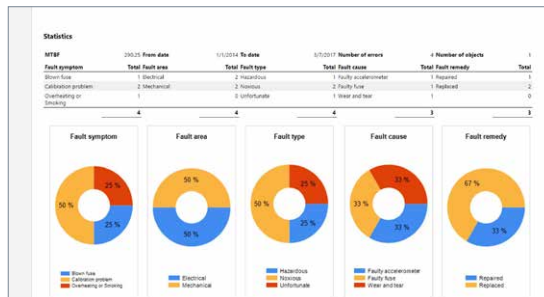 Statistics
MTBF 290.25 From date 1/1/2014 To date 5/7/2017 Number of errors 4 Number of objects 1
Fault symptom Total Fault area Total Fault type Total Fault cause Total Fault remedy Total
Blown fuse 1 Electrical 2 Hazardous 1 Faulty accelerometer 1 Repaired 1
Calibration problem 2 Mechanical 2 Noxious 2 Faulty fuse 1 Replaced 2
Overheating or 1 0 Unfortunate 1 Wear and tear 1 0
Smoking
4 4 4 3 3
Fault symptom
25 %
50 %
25 %
Blown fuse
Calibration problem
Overheating or Smoking
Fault area
50 %
50 %
Electrical
Mechanical
Fault type
25 %
50 %
25 %
Hazardous
Noxious
Unfortunate
Fault cause
33 %
33 %
33 %
Faulty accelerometer
Faulty fuse
Wear and tear
Fault remedy
67 %
33 %
Repaired
Replaced